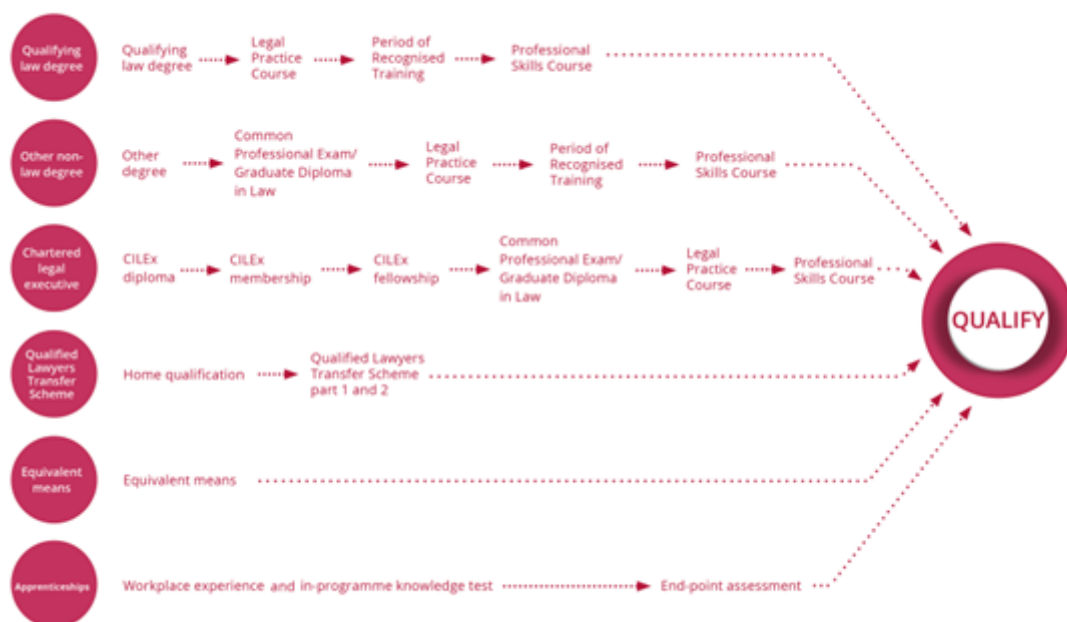 Qualifying
law degree
Qualifying
law degree
Legal
Practice
Course
Period of
Recognised
Training
Professional
Skills Course
Other non-
law degree
Other
degree
Common
Professional Exam/
Graduate Diploma
in Law
Legal
Practice
Course
Period of
Recognised
Training
Professional
Skills Course
Chartered
legal
executive
CILEx
diploma
CILEx
membership
CILEx
fellowship
Common
Professional Exam/
Graduate Diploma
in Law
Legal
Practice
Course
Professional
Skills Course
Qualified
Lawyers
Transfer
Scheme
Home qualification
Qualified Lawyers
Transfer Scheme
part 1 and 2
Equivalent
means
Equivalent means
Apprenticeships
Workplace experience and in-programme knowledge test
End-point assessment
QUALIFY